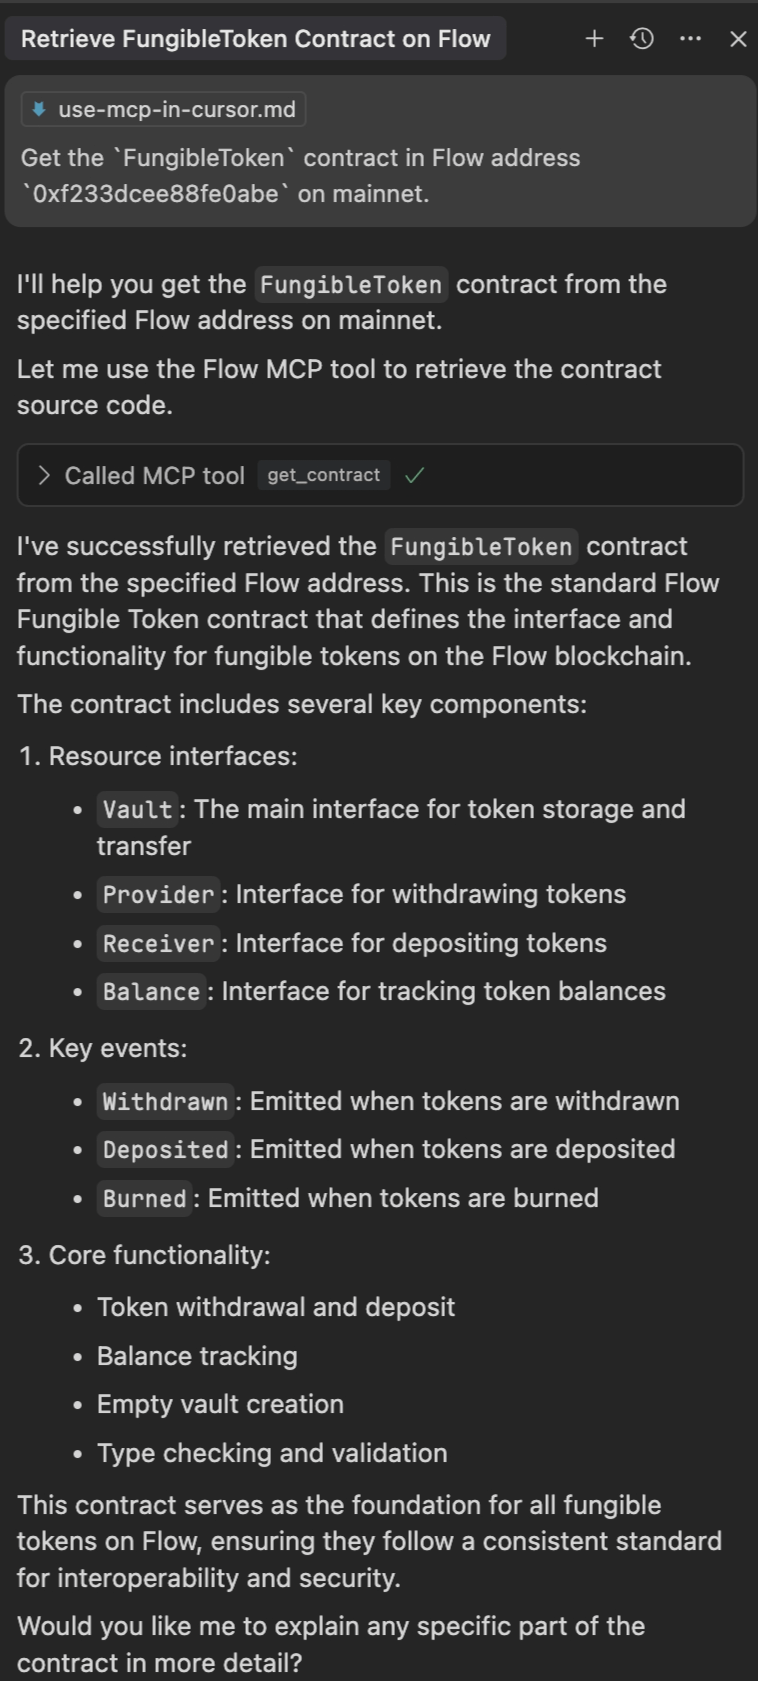 Retrieve FungibleToken Contract on Flow
use-mcp-in-cursor.md
Get the `FungibleToken` contract in Flow address
`0xf233dcee88fe0abe` on mainnet.
I'll help you get the FungibleToken contract from the
specified Flow address on mainnet.
Let me use the Flow MCP tool to retrieve the contract
source code.
Called MCP tool get_contract
I've successfully retrieved the FungibleToken contract
from the specified Flow address. This is the standard Flow
Fungible Token contract that defines the interface and
functionality for fungible tokens on the Flow blockchain.
The contract includes several key components:
1. Resource interfaces:
• Vault: The main interface for token storage and
transfer
• Provider: Interface for withdrawing tokens
• Receiver: Interface for depositing tokens
• Balance: Interface for tracking token balances
2. Key events:
• Withdrawn: Emitted when tokens are withdrawn
• Deposited: Emitted when tokens are deposited
• Burned: Emitted when tokens are burned
3. Core functionality:
• Token withdrawal and deposit
• Balance tracking
• Empty vault creation
• Type checking and validation
This contract serves as the foundation for all fungible
tokens on Flow, ensuring they follow a consistent standard
for interoperability and security.
Would you like me to explain any specific part of the
contract in more detail?